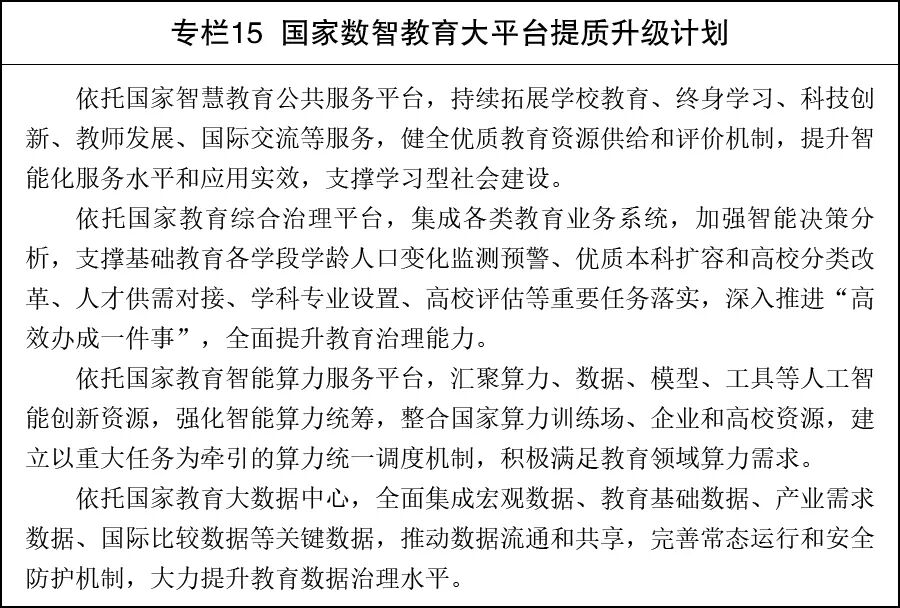 专栏15 国家数智教育大平台提质升级计划
依托国家智慧教育公共服务平台，持续拓展学校教育、终身学习、科技创
新、教师发展、国际交流等服务，健全优质教育资源供给和评价机制，提升智
能化服务水平和应用实效，支撑学习型社会建设。
依托国家教育综合治理平台，集成各类教育业务系统，加强智能决策分
析，支撑基础教育各学段学龄人口变化监测预警、优质本科扩容和高校分类改
革、人才供需对接、学科专业设置、高校评估等重要任务落实，深入推进“高
效办成一件事”，全面提升教育治理能力。
依托国家教育智能算力服务平台，汇聚算力、数据、模型、工具等人工智
能创新资源，强化智能算力统筹，整合国家算力训练场、企业和高校资源，建
立以重大任务为牵引的算力统一调度机制，积极满足教育领域算力需求。
依托国家教育大数据中心，全面集成宏观数据、教育基础数据、产业需求
数据、国际比较数据等关键数据，推动数据流通和共享，完善常态运行和安全
防护机制，大力提升教育数据治理水平。